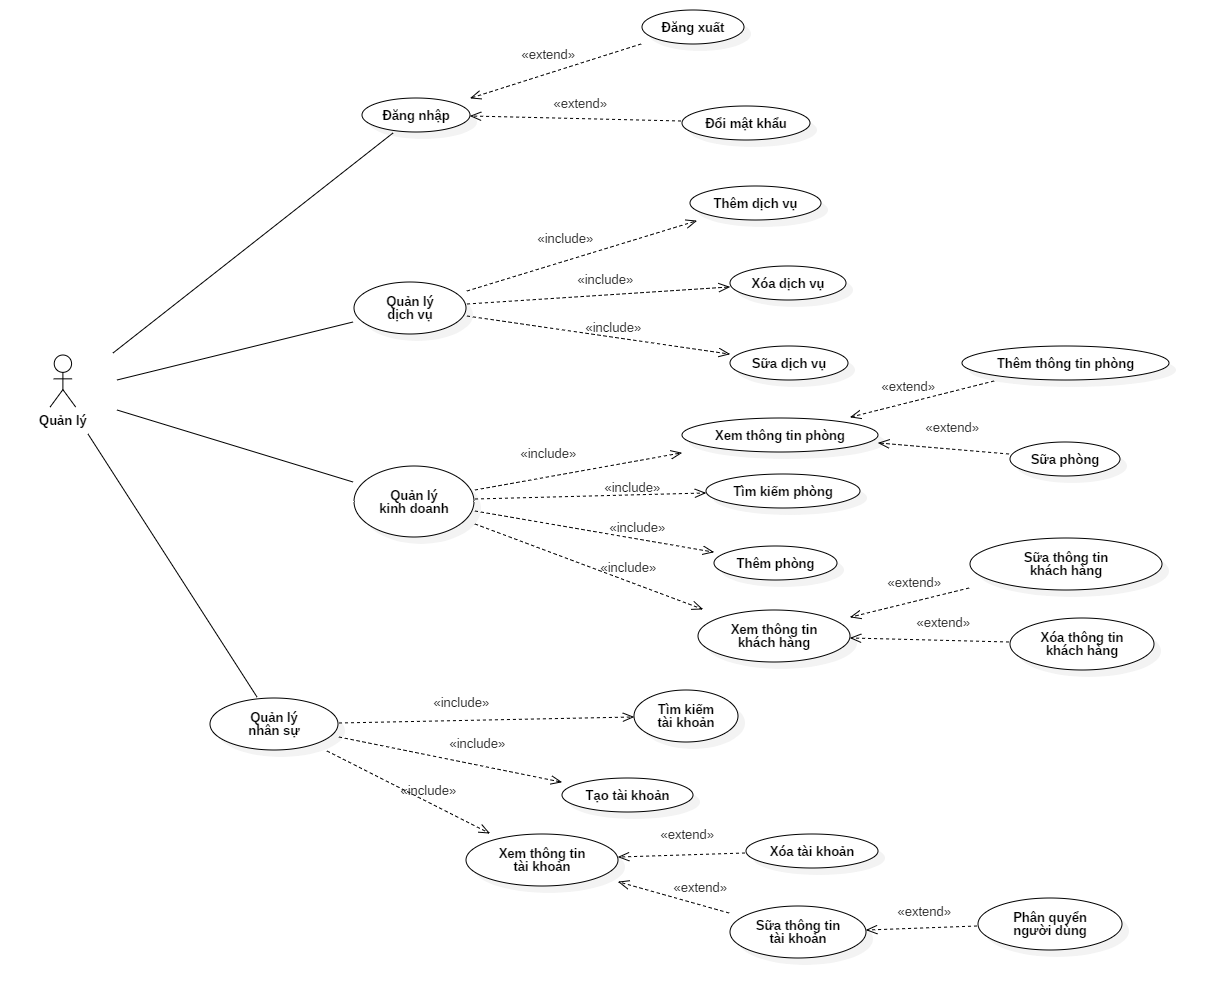 Đăng xuất
«extend»
Đăng nhập
«extend»
Đổi mật khẩu
Thêm dịch vụ
«include»
Quản lý
dịch vụ
«include»
Xóa dịch vụ
«include»
Sữa dịch vụ
Quản lý
Thêm thông tin phòng
«extend»
Xem thông tin phòng
«extend»
Sữa phòng
«include»
Quản lý
kinh doanh
«include»
Tìm kiếm phòng
«include»
Thêm phòng
«include»
Sữa thông tin
khách hàng
«extend»
Xem thông tin
khách hàng
«extend»
Xóa thông tin
khách hàng
Quản lý
nhân sự
«include»
Tìm kiếm
tài khoản
«include»
Tạo tài khoản
«include»
Xem thông tin
tài khoản
«extend»
Xóa tài khoản
«extend»
Sữa thông tin
tài khoản
«extend»
Phân quyền
người dùng